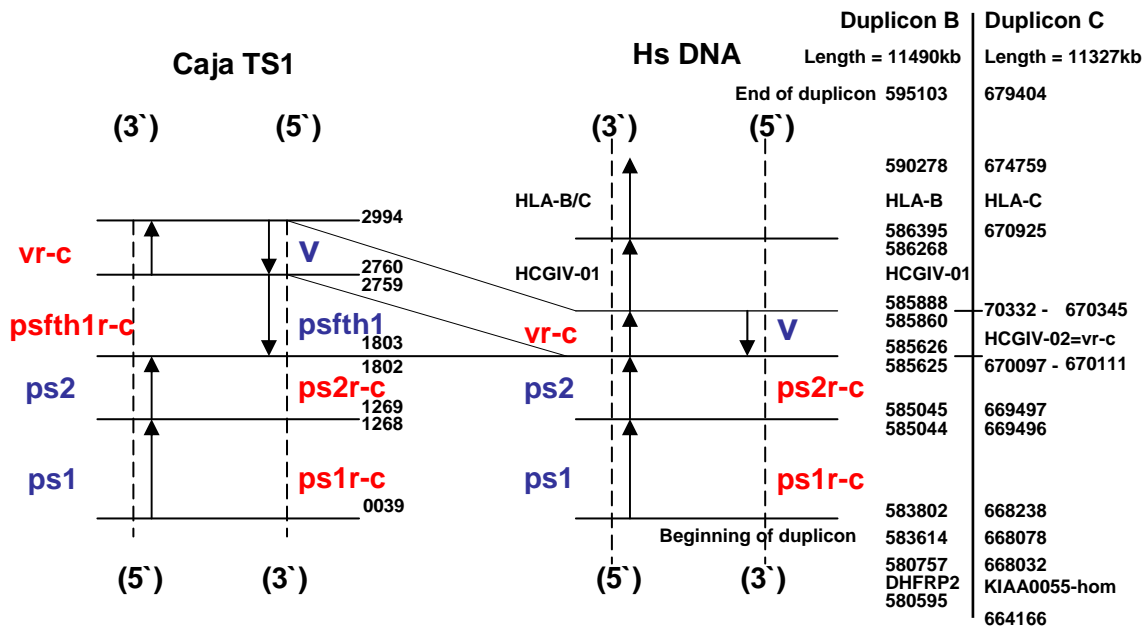 Caja TS1
(3`) (5`)
2994
vr-c V
2760
2759
psfth1r-c psfth1
1803
1802
ps2 ps2r-c
1269
1268
ps1 ps1r-c
0039
(5`) (3`)
Hs DNA
(3`) (5`)
HLA-B/C
HCGIV-01
vr-c V
ps2 ps2r-c
ps1 ps1r-c
Beginning of duplicon
(5`) (3`)
Duplicon B Duplicon C
Length = 11490kb Length = 11327kb
End of duplicon 595103 679404
590278 674759
HLA-B HLA-C
586395 670925
586268
HCGIV-01
585888 70332 - 670345
585860
HCGIV-02=vr-c
585626
585625 670097 - 670111
585045 669497
585044 669496
583802 668238
583614 668078
580757 668032
DHFRP2 KIAA0055-hom
580595
664166